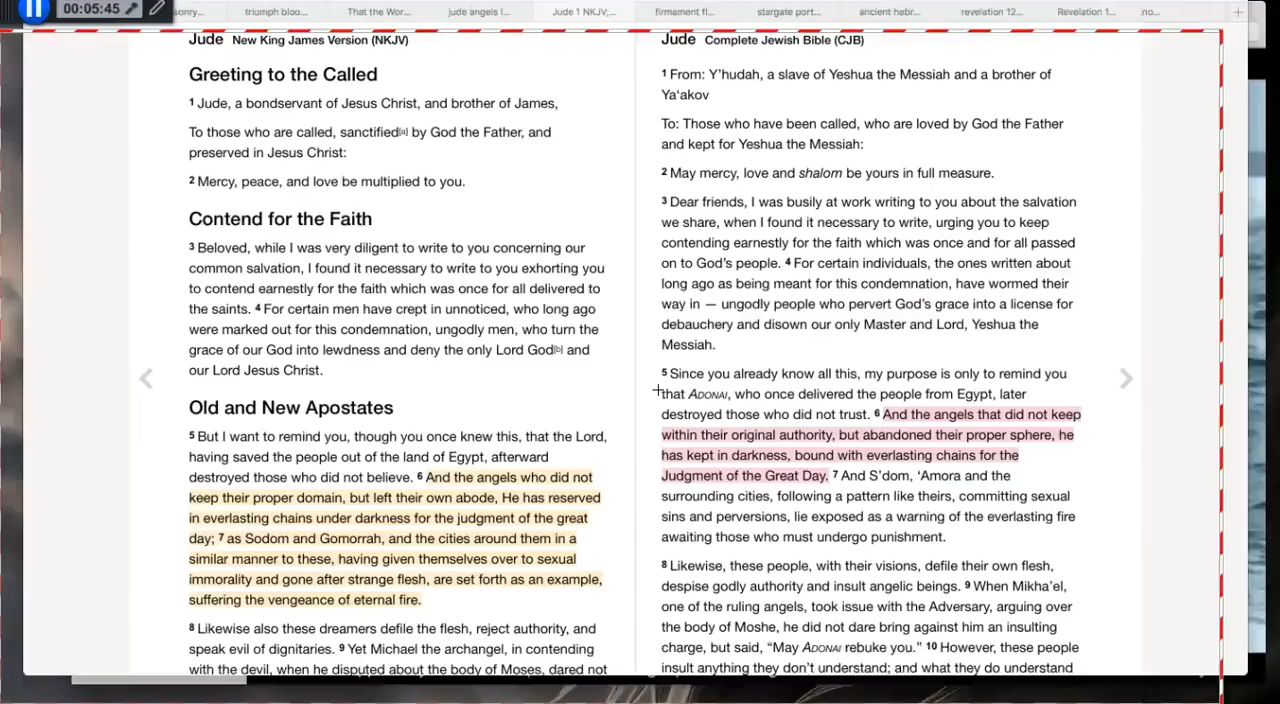 00:05:45
onry...
triumph bloo...
That the Wor...
jude angels l...
Jude 1 NKJV;...
firmament fl...
stargate port...
ancient hebr...
revelation 12...
Revelation 1...
Jude New King James Version (NKJV)
Greeting to the Called
1 Jude, a bondservant of Jesus Christ, and brother of James,
To those who are called, sanctified[a] by God the Father, and
preserved in Jesus Christ:
2 Mercy, peace, and love be multiplied to you.
Contend for the Faith
3 Beloved, while I was very diligent to write to you concerning our
common salvation, I found it necessary to write to you exhorting you
to contend earnestly for the faith which was once for all delivered to
the saints. 4 For certain men have crept in unnoticed, who long ago
were marked out for this condemnation, ungodly men, who turn the
grace of our God into lewdness and deny the only Lord God[b] and
our Lord Jesus Christ.
Old and New Apostates
5 But I want to remind you, though you once knew this, that the Lord,
having saved the people out of the land of Egypt, afterward
destroyed those who did not believe. 6 And the angels who did not
keep their proper domain, but left their own abode, He has reserved
in everlasting chains under darkness for the judgment of the great
day; 7 as Sodom and Gomorrah, and the cities around them in a
similar manner to these, having given themselves over to sexual
immorality and gone after strange flesh, are set forth as an example,
suffering the vengeance of eternal fire.
8 Likewise also these dreamers defile the flesh, reject authority, and
speak evil of dignitaries. 9 Yet Michael the archangel, in contending
with the devil, when he disputed about the body of Moses, dared not
Jude Complete Jewish Bible (CJB)
1 From: Y’hudah, a slave of Yeshua the Messiah and a brother of
Ya‘akov
To: Those who have been called, who are loved by God the Father
and kept for Yeshua the Messiah:
2 May mercy, love and shalom be yours in full measure.
3 Dear friends, I was busily at work writing to you about the salvation
we share, when I found it necessary to write, urging you to keep
contending earnestly for the faith which was once and for all passed
on to God’s people. 4 For certain individuals, the ones written about
long ago as being meant for this condemnation, have wormed their
way in — ungodly people who pervert God’s grace into a license for
debauchery and disown our only Master and Lord, Yeshua the
Messiah.
5 Since you already know all this, my purpose is only to remind you
that ADONAI, who once delivered the people from Egypt, later
destroyed those who did not trust. 6 And the angels that did not keep
within their original authority, but abandoned their proper sphere, he
has kept in darkness, bound with everlasting chains for the
Judgment of the Great Day. 7 And S’dom, ‘Amora and the
surrounding cities, following a pattern like theirs, committing sexual
sins and perversions, lie exposed as a warning of the everlasting fire
awaiting those who must undergo punishment.
8 Likewise, these people, with their visions, defile their own flesh,
despise godly authority and insult angelic beings. 9 When Mikha’el,
one of the ruling angels, took issue with the Adversary, arguing over
the body of Moshe, he did not dare bring against him an insulting
charge, but said, “May ADONAI rebuke you.” 10 However, these people
insult anything they don’t understand; and what they do understand